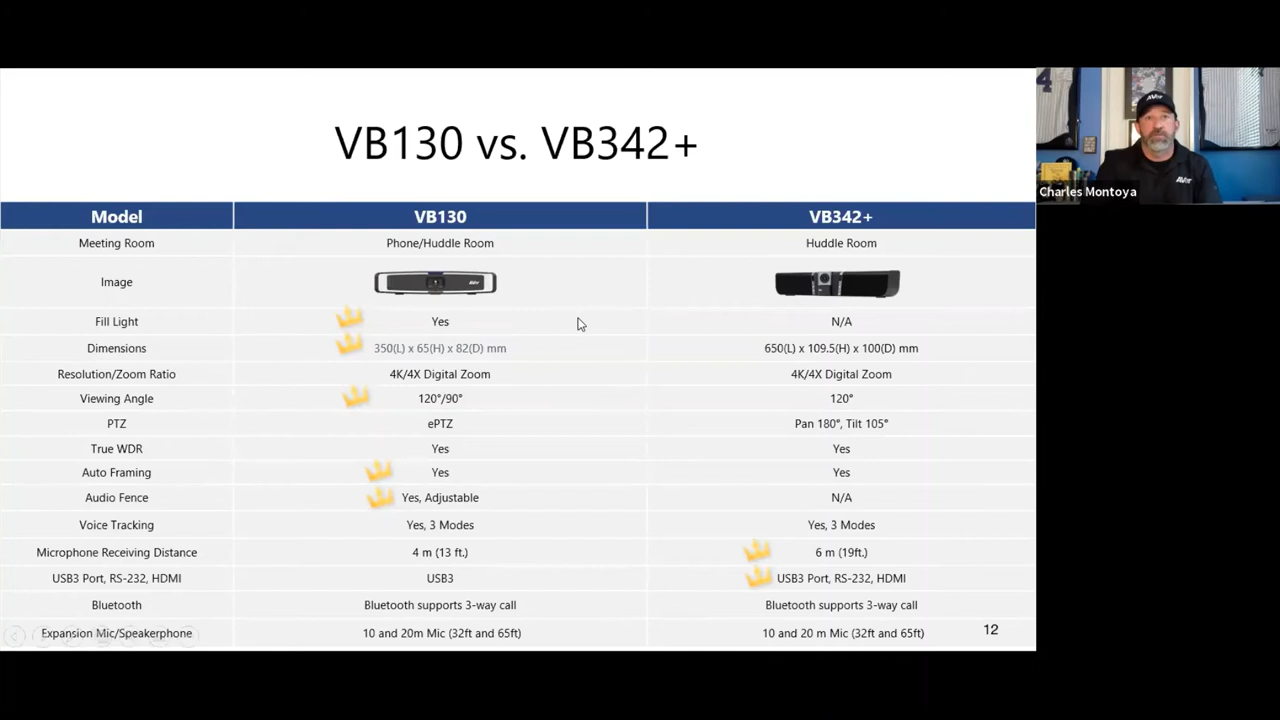 VB130 vs. VB342+
Model VB130 VB342+
Meeting Room Phone/Huddle Room Huddle Room
Image
AVer
Fill Light Yes N/A
Dimensions 350(L) x 65(H) x 82(D) mm 650(L) x 109.5(H) x 100(D) mm
Resolution/Zoom Ratio 4K/4X Digital Zoom 4K/4X Digital Zoom
Viewing Angle 120°/90° 120°
PTZ ePTZ Pan 180°, Tilt 105°
True WDR Yes Yes
Auto Framing Yes Yes
Audio Fence Yes, Adjustable N/A
Voice Tracking Yes, 3 Modes Yes, 3 Modes
Microphone Receiving Distance 4 m (13 ft.) 6 m (19ft.)
USB3 Port, RS-232, HDMI USB3 USB3 Port, RS-232, HDMI
Bluetooth Bluetooth supports 3-way call Bluetooth supports 3-way call
Expansion Mic/Speakerphone 10 and 20m Mic (32ft and 65ft) 10 and 20 m Mic (32ft and 65ft)
12
4
AVer
AVer
Charles Montoya